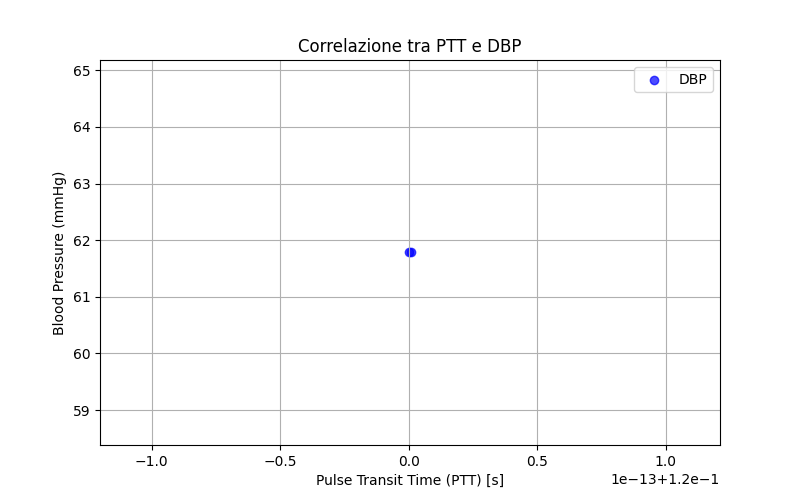 Correlazione tra PTT e DBP
DBP
Blood Pressure (mmHg)
65
64
63
62
61
60
59
−1.0 −0.5 0.0 0.5 1.0
Pulse Transit Time (PTT) [s]
1e−13+1.2e−1